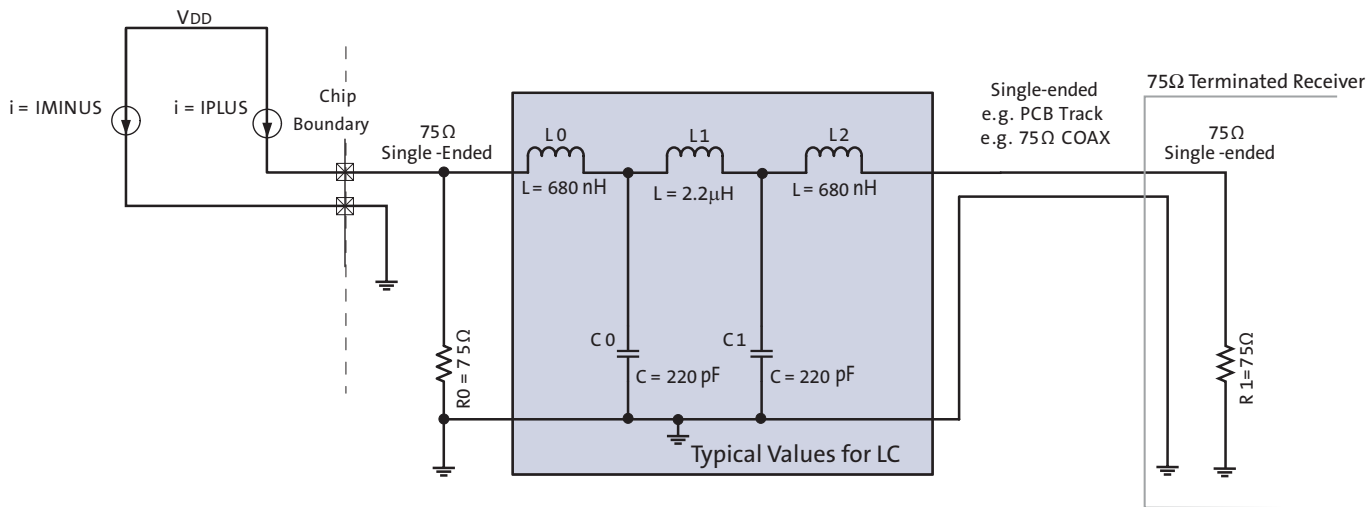 VDD
i = IMINUS
i = IPLUS
Chip
Boundary
75Ω
Single -Ended
L0
L = 680 nH
L1
L = 2.2μH
L2
L = 680 nH
Single-ended
e.g. PCB Track
e.g. 75Ω COAX
75Ω Terminated Receiver
75Ω
Single -ended
R0 = 75Ω
C0
C = 220 pF
C1
C = 220 pF
R1=75Ω
Typical Values for LC